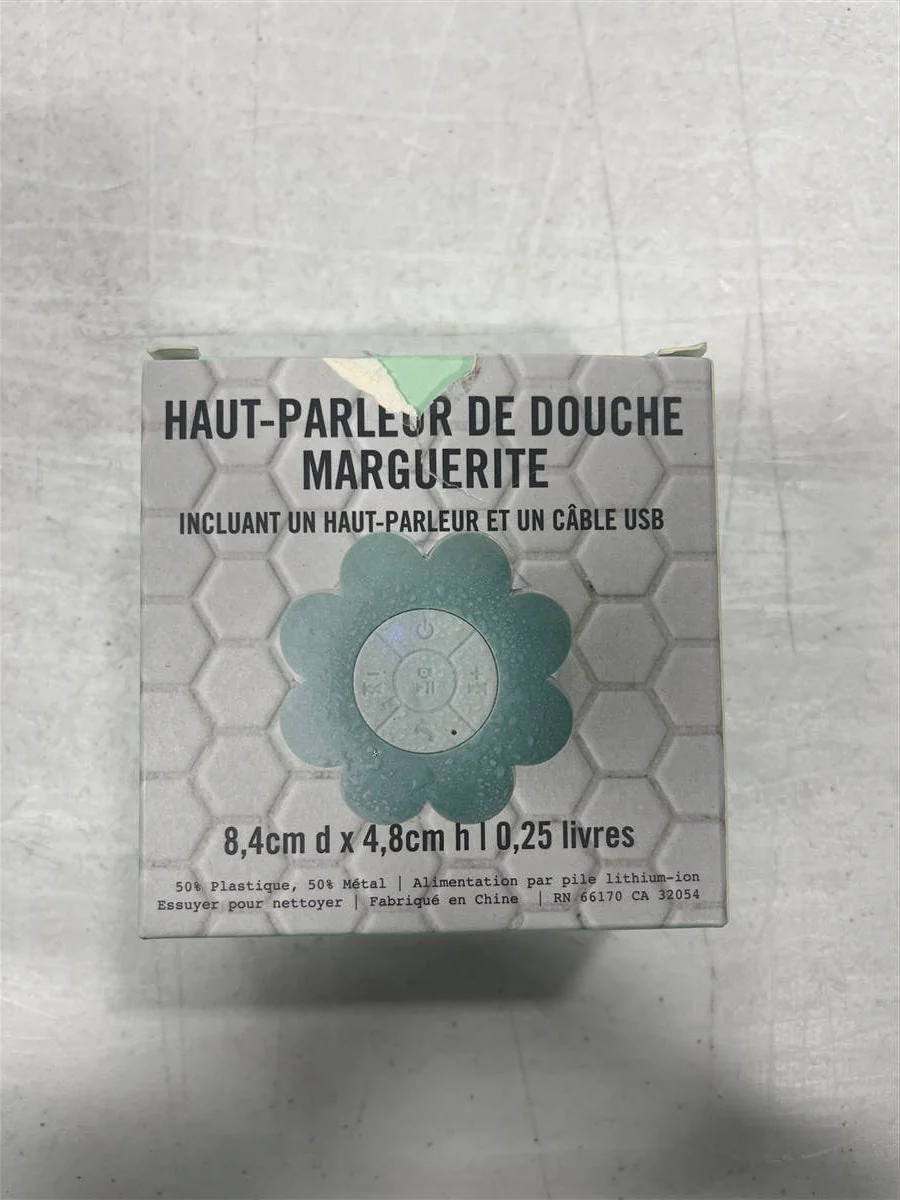 HAUT-PARLEUR DE DOUCHE
MARGUERITE
INCLUANT UN HAUT-PARLEUR ET UN CÂBLE USB
8,4cm d x 4,8cm h | 0,25 livres
50% Plastique, 50% Métal | Alimentation par pile lithium-ion
Essuyer pour nettoyer | Fabriqué en Chine | RN 66170 CA 32054